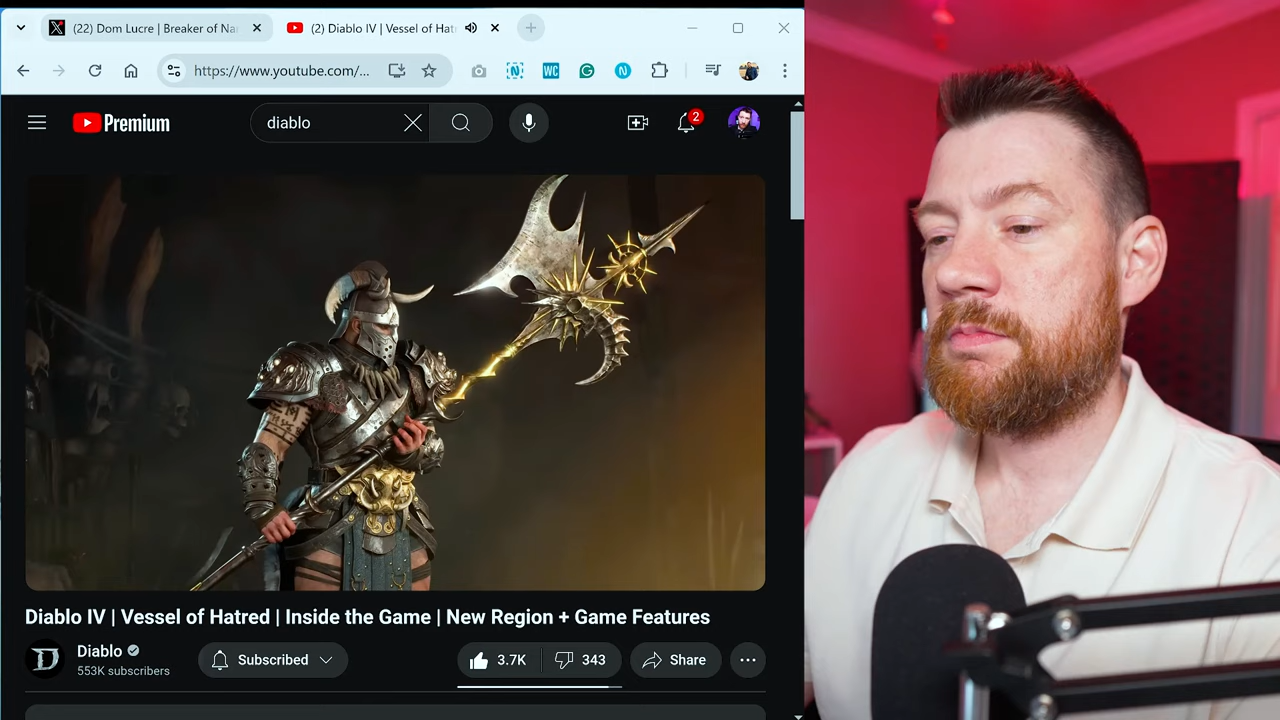 (22) Dom Lucre | Breaker of Na
(2) Diablo IV | Vessel of Hat
https://www.youtube.com/...
N
WC
N
Premium
diablo
2
Diablo IV | Vessel of Hatred | Inside the Game | New Region + Game Features
Diablo
553K subscribers
Subscribed
3.7K
343
Share